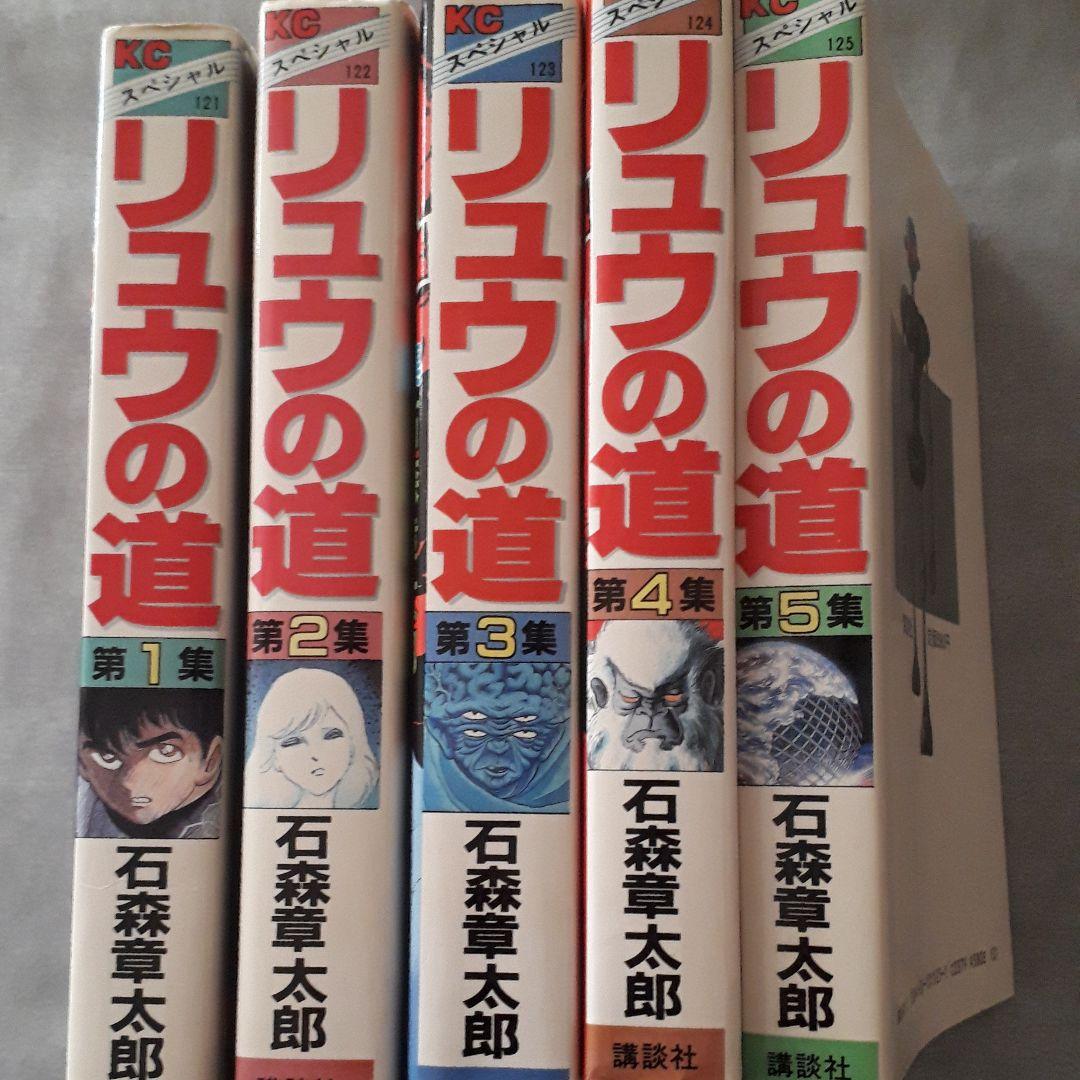 KC
スペシャル
121
リュウの道
第1集
石森章太郎
KC
スペシャル
122
リュウの道
第2集
石森章太郎
KC
スペシャル
123
リュウの道
第3集
石森章太郎
スペシャル
124
リュウの道
第4集
石森章太郎
講談社
KC
スペシャル
125
リュウの道
第5集
石森章太郎
講談社